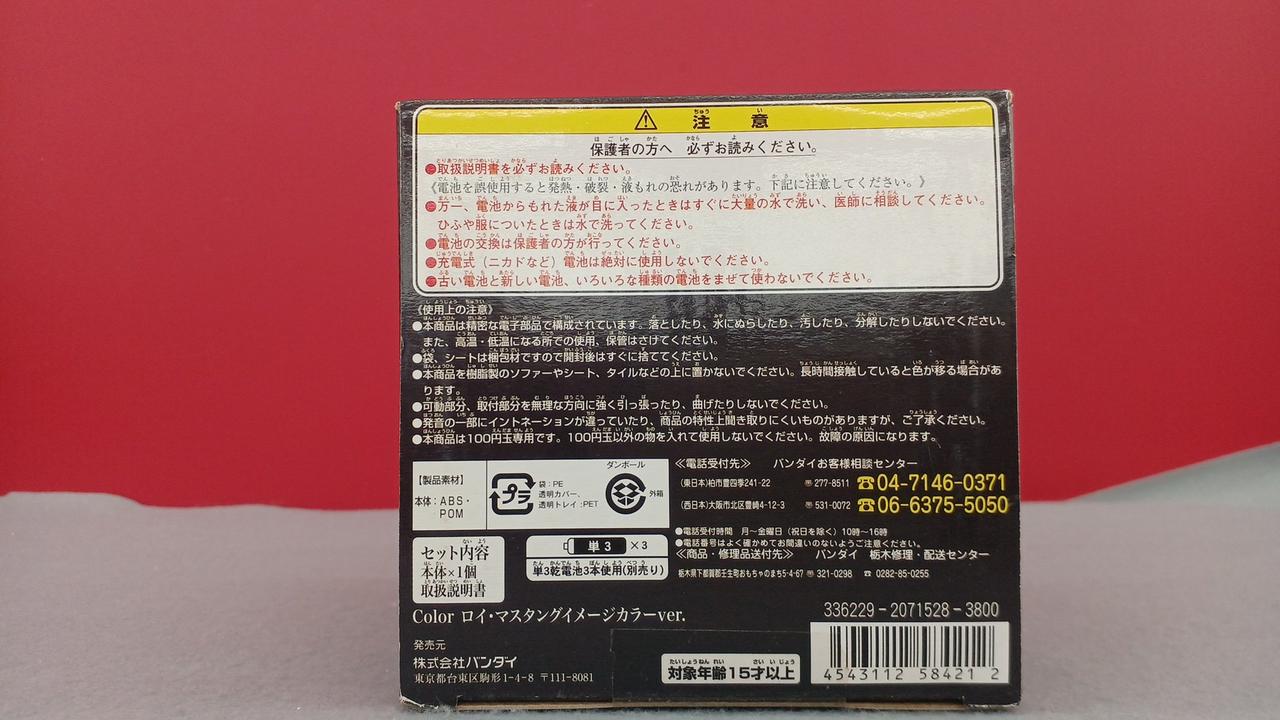 注意
保護者の方へ 必ずお読みください。
●取扱説明書を必ずお読みください。
《電池を誤使用すると発熱・破裂・液もれの恐れがあります。下記に注意してください。》
●万一、電池からもれた液が目に入ったときはすぐに大量の水で洗い、医師に相談してください。
ひふや服についたときは水で洗ってください。
●電池の交換は保護者の方が行ってください。
●充電式（ニカドなど）電池は絶対に使用しないでください。
●古い電池と新しい電池、いろいろな種類の電池をまぜて使わないでください。
《使用上の注意》
●本商品は精密な電子部品で構成されています。落としたり、水にぬらしたり、汚したり、分解したりしないでください。
また、高温・低温になる所での使用、保管はさけてください。
●袋、シートは梱包材ですので開封後はすぐに捨ててください。
●本商品を樹脂製のソファーやシート、タイルなどの上に置かないでください。長時間接触していると色が移る場合があ
ります。
●可動部分、取付部分を無理な方向に強く引っ張ったり、曲げたりしないでください。
●発音の一部にイントネーションが違っていたり、商品の特性上聞き取りにくいものがありますが、ご了承ください。
●本商品は100円玉専用です。100円玉以外の物を入れて使用しないでください。故障の原因になります。
【製品素材】
本体：ABS・
POM
プラ
袋：PE
透明カバー、
透明トレイ：PET
ダンボール
外箱
≪電話受付先≫ バンダイお客様相談センター
(東日本)柏市豊四季241-22 〒277-8511 ☎04-7146-0371
(西日本)大阪市北区豊崎4-12-3 〒531-0072 ☎06-6375-5050
●電話受付時間 月〜金曜日（祝日を除く）10時〜16時
●電話番号はよく確かめてお間違いのないようご注意ください。
≪商品・修理品送付先≫ バンダイ 栃木修理・配送センター
栃木県下都賀郡壬生町おもちゃのまち5-4-67 〒321-0298 ☎0282-85-0255
セット内容
本体×1個
取扱説明書
単3 ×3
単3乾電池3本使用(別売り)
Color ロイ・マスタングイメージカラーver.
336229-2071528-3800
発売元
株式会社バンダイ
東京都台東区駒形1-4-8 〒111-8081
対象年齢15才以上
4543112 58421 2